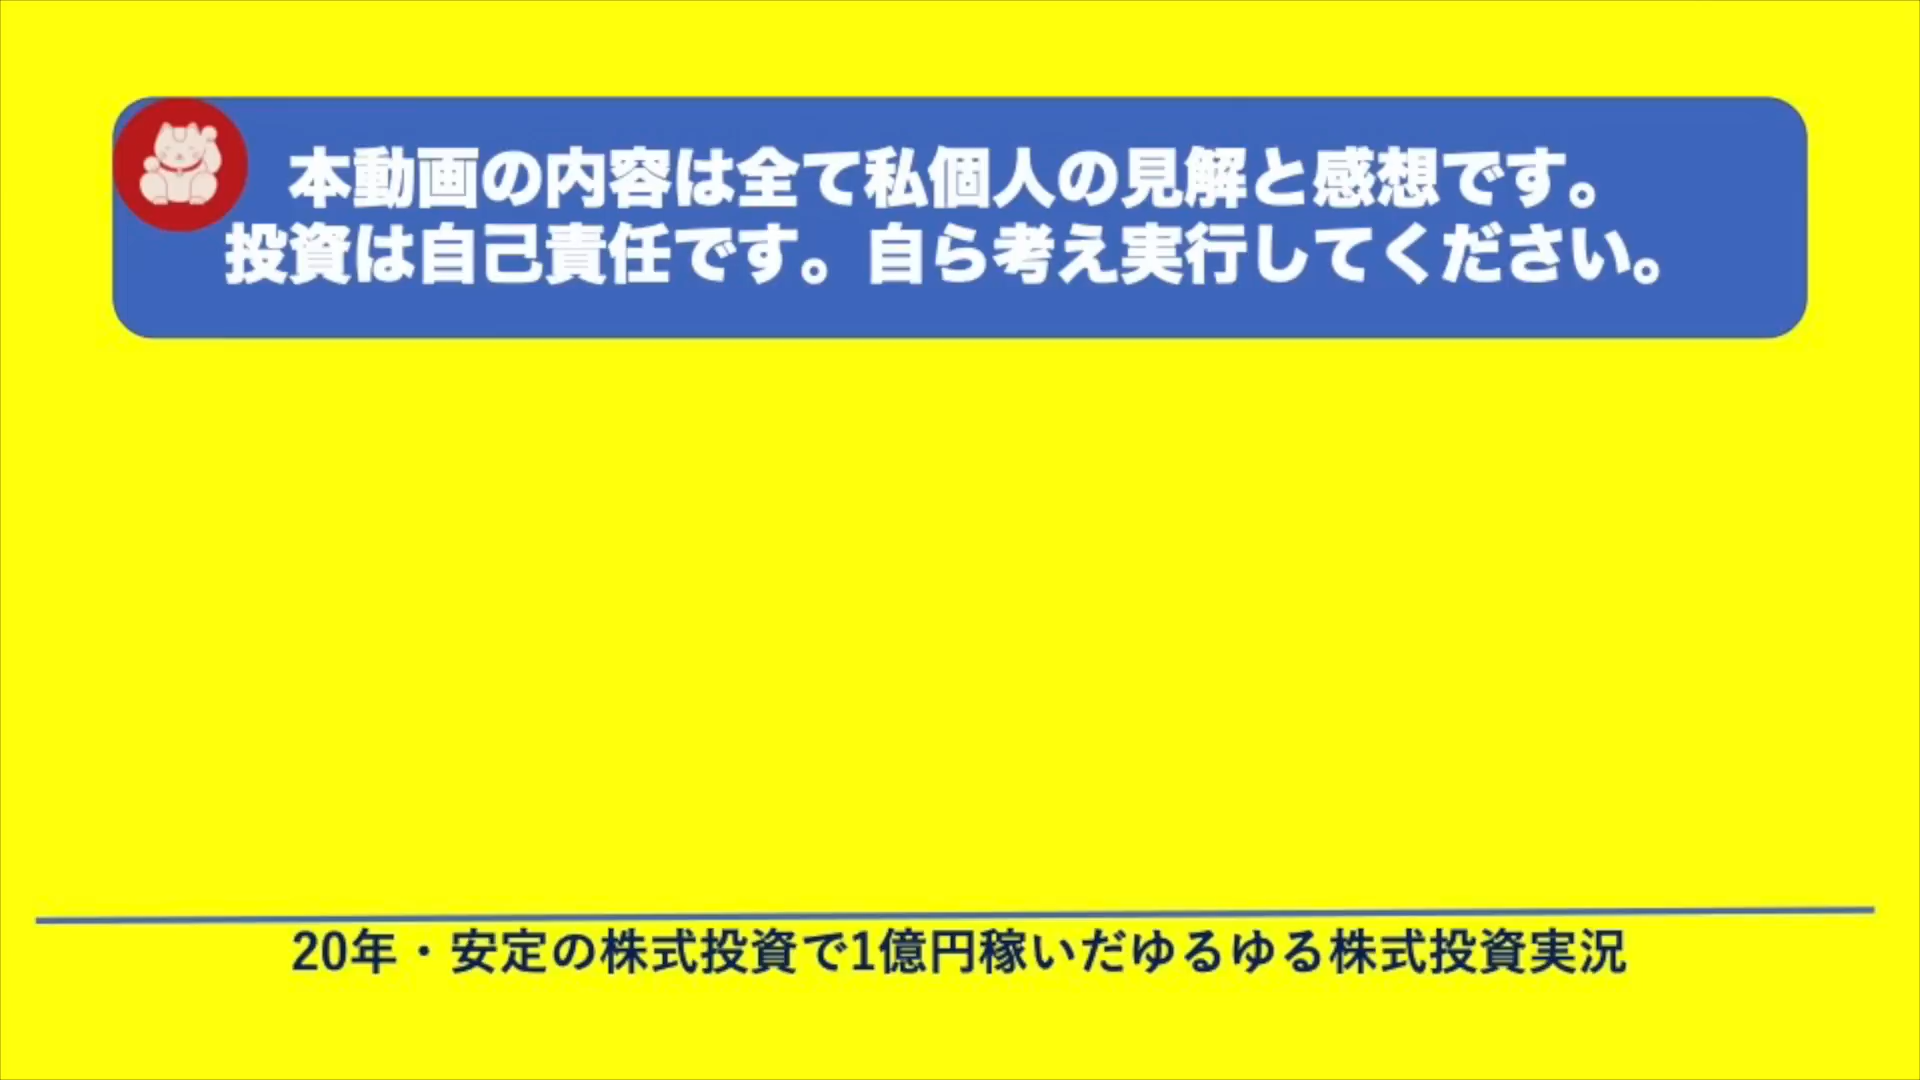 本動画の内容は全て私個人の見解と感想です。
投資は自己責任です。自ら考え実行してください。
20年・安定の株式投資で1億円稼いだゆるゆる株式投資実況